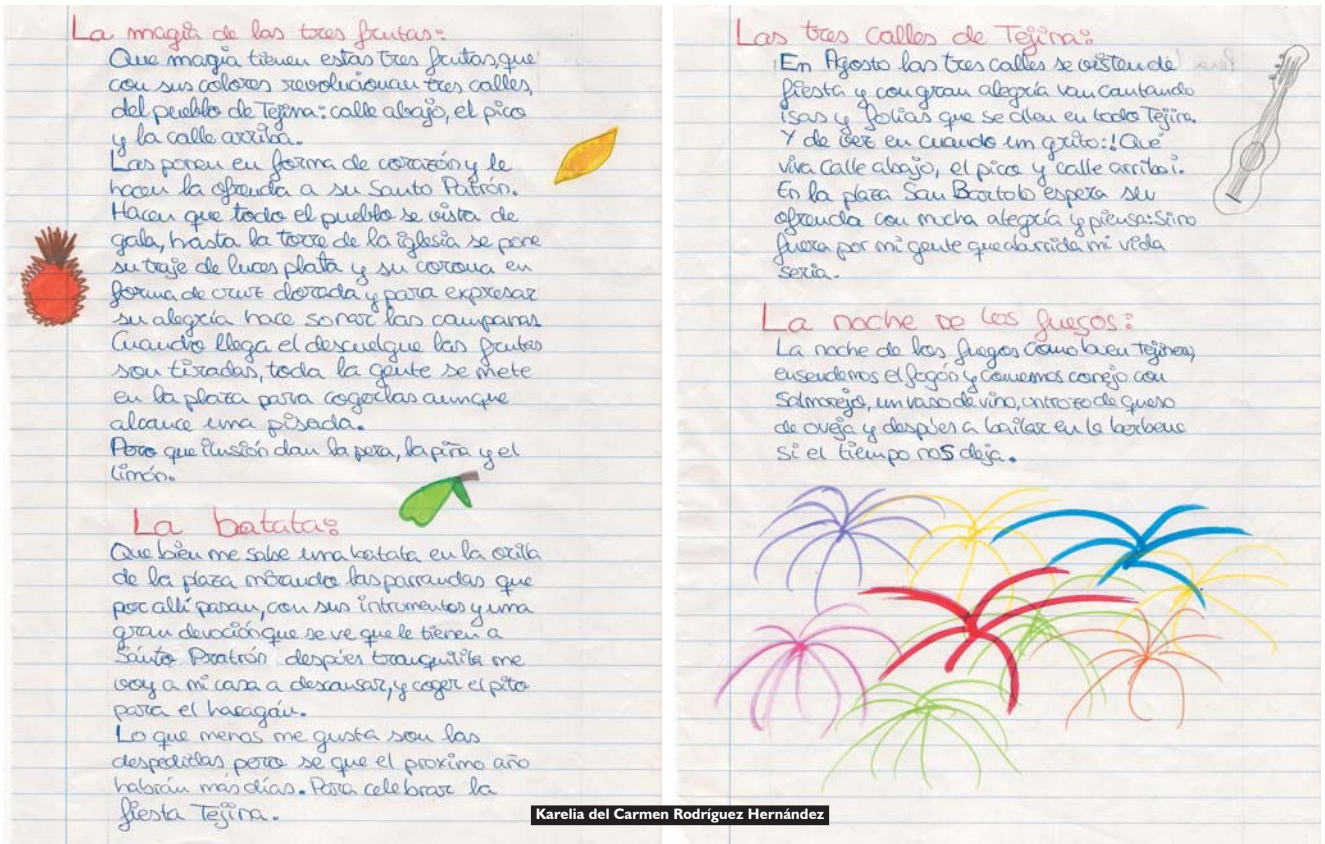 La magia de las tres frutas:
Que magia tienen estas tres frutas, que
con sus colores revolucionan tres calles,
del pueblo de Tejina: calle abajo, el pico
y la calle arriba.
Las ponen en forma de corazón y le
hacen la ofrenda a su Santo Patrón.
Hacen que todo el pueblo se vista de
gala, hasta la torre de la iglesia se pone
su traje de luces plata y su corona en
forma de cruz dorada y para expresar
su alegría hace sonar las campanas.
Cuando llega el descuelgue las frutas
son tiradas, toda la gente se mete
en la plaza para cogerlas aunque
alcance una pisada.
Pero que ilusión dan la pera, la piña y el
limón.
La batata:
Que bien me sabe una batata en la orilla
de la plaza mirando las parrandas que
por allí pasan, con sus intrumentos y una
gran devoción que se ve que le tienen a
Santo Pratrón despúes tranquilita me
voy a mi casa a descansar, y coger el pito
para el haragán.
Lo que menos me gusta son las
despedidas pero se que el proximo año
habrán más días. Para celebrar la
fiesta Tejina.
Las tres calles de Tejina:
En Agosto las tres calles se visten de
fiesta y con gran alegría van cantando
isas y folias que se ollen en todo Tejina.
Y de vez en cuando un grito: ! Que
viva calle abajo, el pico y calle arriba¡.
En la plaza San Bartolo espera su
ofrenda con mucha alegría y piensa: Sino
fuera por mi gente que aburrida mi vida
seria.
La noche de los fuegos:
La noche de los fuegos como buen Tejinero,
ensendemos el fogón y comemos conejo con
Salmorejo, un vaso de vino, untrozo de queso
de oveja y despúes a bailar en la berbena
si el tiempo nos deja.
Karelia del Carmen Rodríguez Hernández